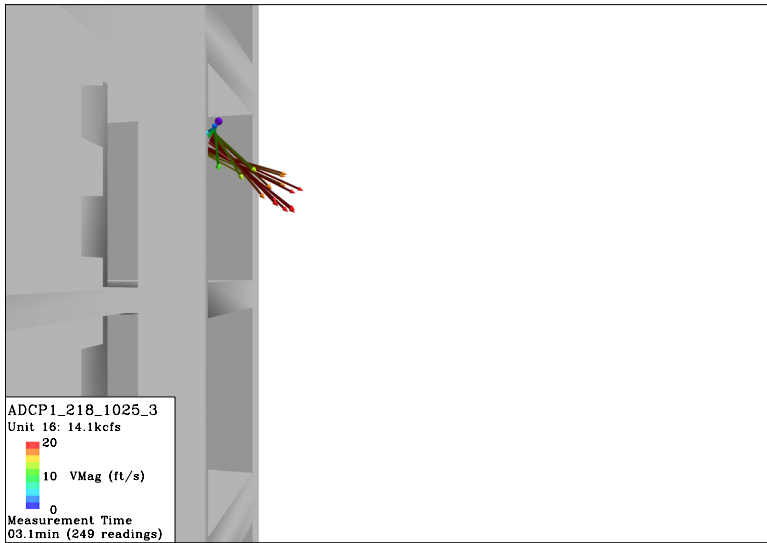 ADCP1_218_1025_3
Unit 16: 14.1kcfs
20
10 VMag (ft/s)
0
Measurement Time
03.1min (249 readings)